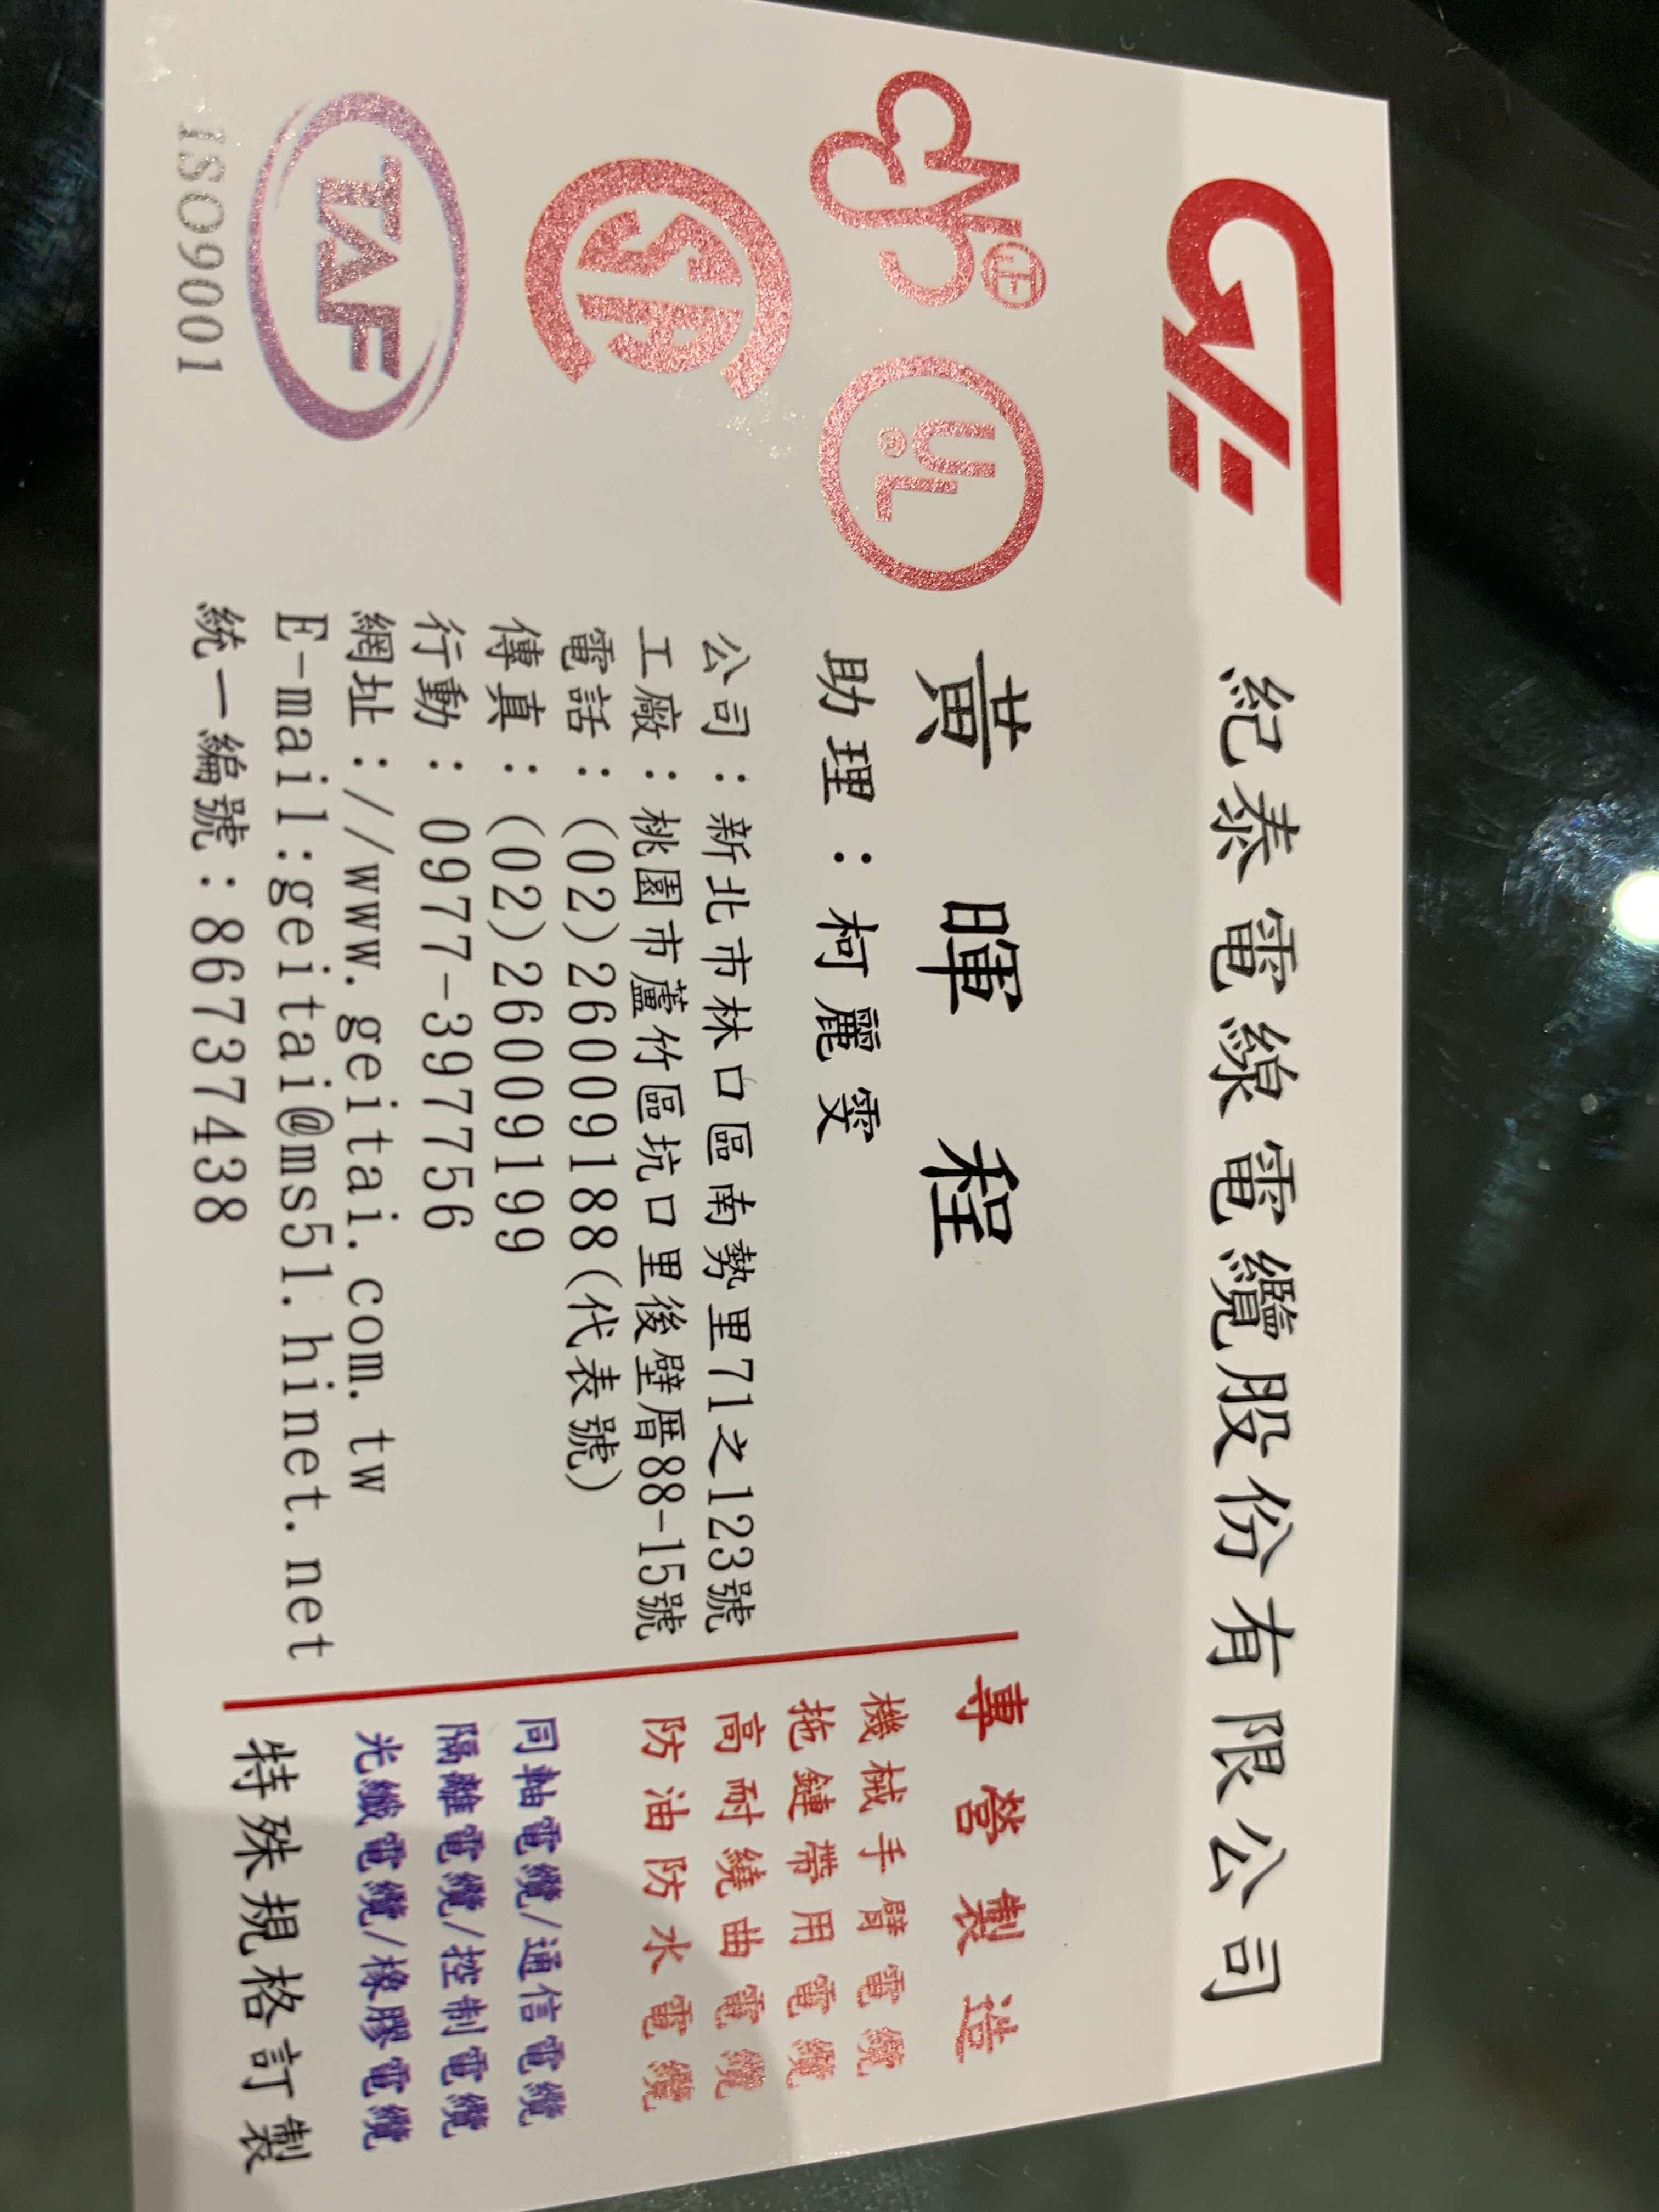 紀泰電線電纜股份有限公司
正
UL
黃暉程
助理：柯麗雯
SA
TAF
ISO9001
公司：新北市林口區南勢里71之123號
工廠：桃園市蘆竹區坑口里後壁厝88-15號
電話：(02)26009188(代表號)
傳真：(02)26009199
行動：0977-397756
網址：//www.geitai.com.tw
E-mail:geitai@ms51.hinet.net
統一編號：86737438
專營製造
機械手臂電纜
拖鏈帶用電纜
高耐繞曲電纜
防油防水電纜
同軸電纜/通信電纜
隔離電纜/控制電纜
光纖電纜/橡膠電纜
特殊規格訂製